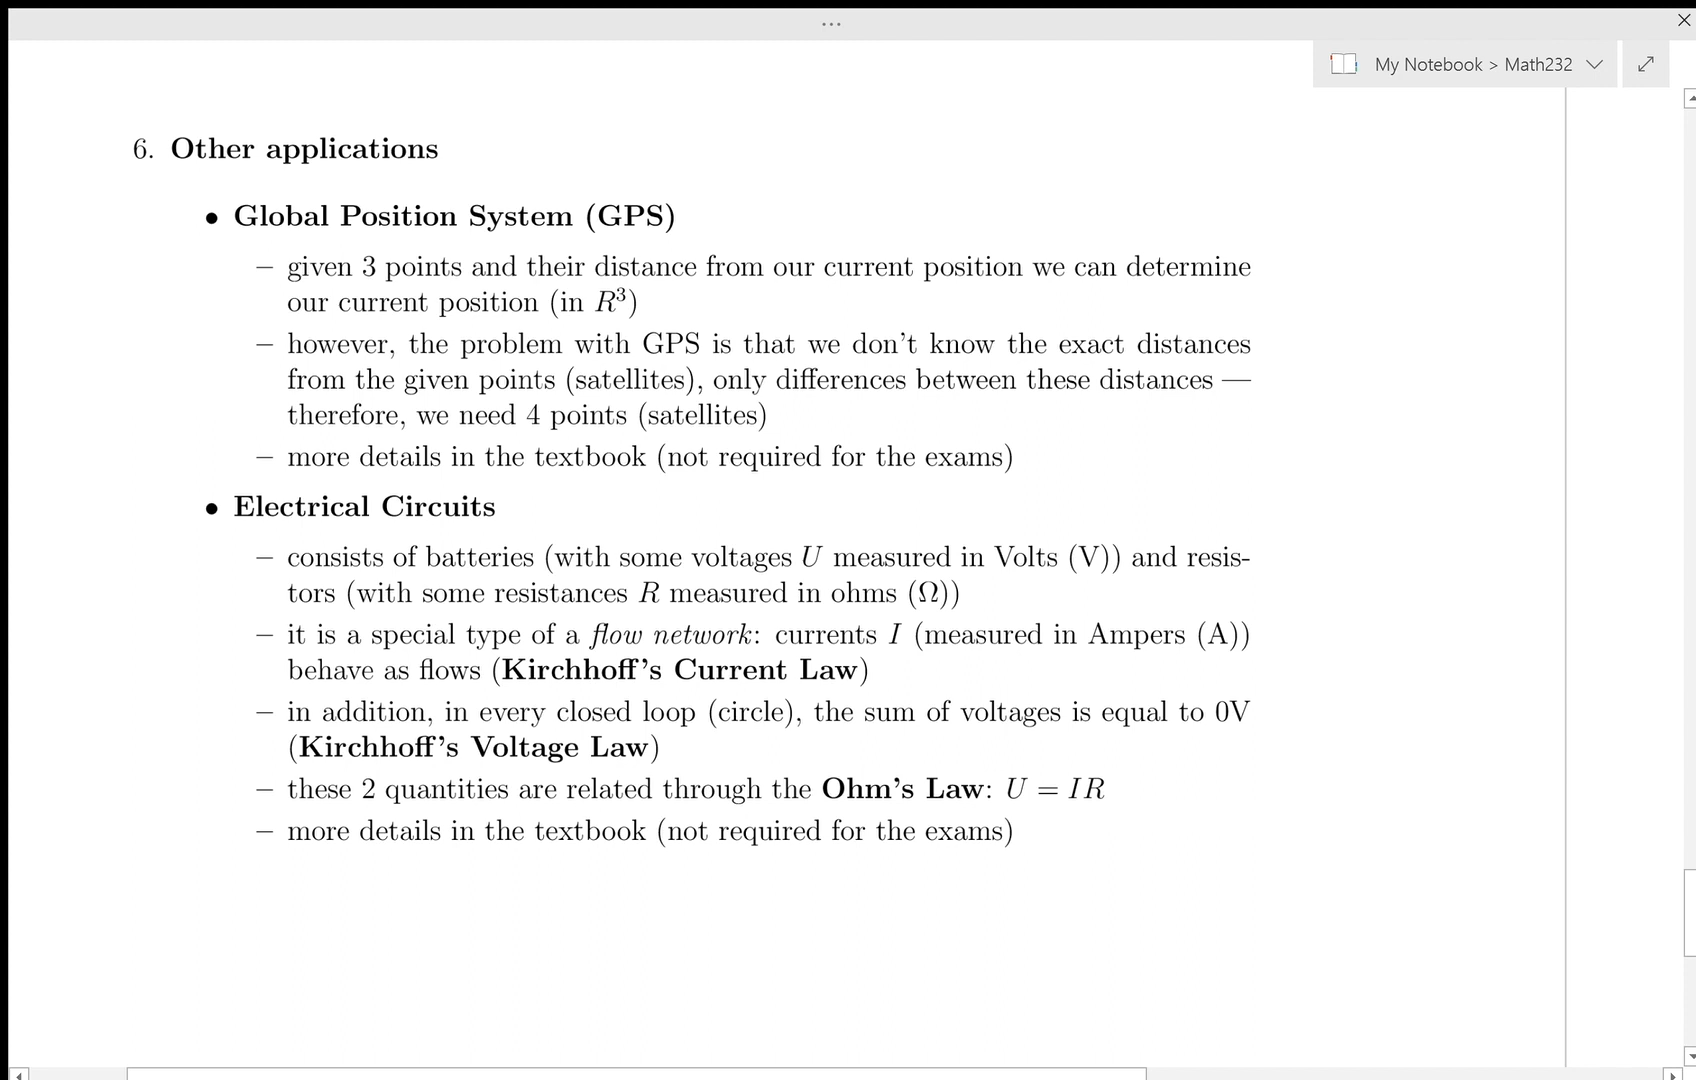 ...
My Notebook > Math232
6. Other applications
• Global Position System (GPS)
– given 3 points and their distance from our current position we can determine
our current position (in R³)
– however, the problem with GPS is that we don't know the exact distances
from the given points (satellites), only differences between these distances —
therefore, we need 4 points (satellites)
– more details in the textbook (not required for the exams)
• Electrical Circuits
– consists of batteries (with some voltages U measured in Volts (V)) and resis-
tors (with some resistances R measured in ohms (Ω))
– it is a special type of a flow network: currents I (measured in Ampers (A))
behave as flows (Kirchhoff's Current Law)
– in addition, in every closed loop (circle), the sum of voltages is equal to 0V
(Kirchhoff's Voltage Law)
– these 2 quantities are related through the Ohm's Law: U = IR
– more details in the textbook (not required for the exams)